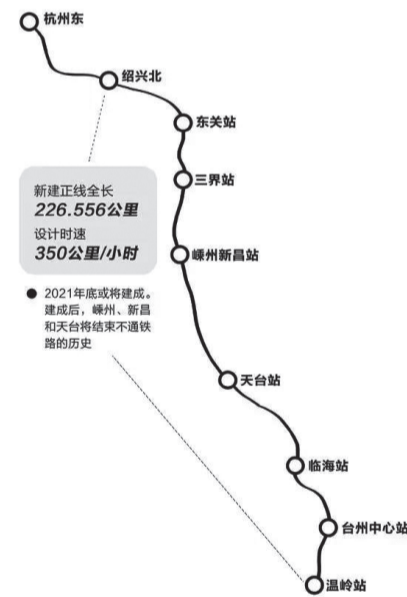 杭州东
绍兴北
东关站
三界站
新建正线全长
226.556公里
设计时速
350公里/小时
嵊州新昌站
2021年底或将建成。
建成后，嵊州、新昌
和天台将结束不通铁
路的历史
天台站
临海站
台州中心站
温岭站